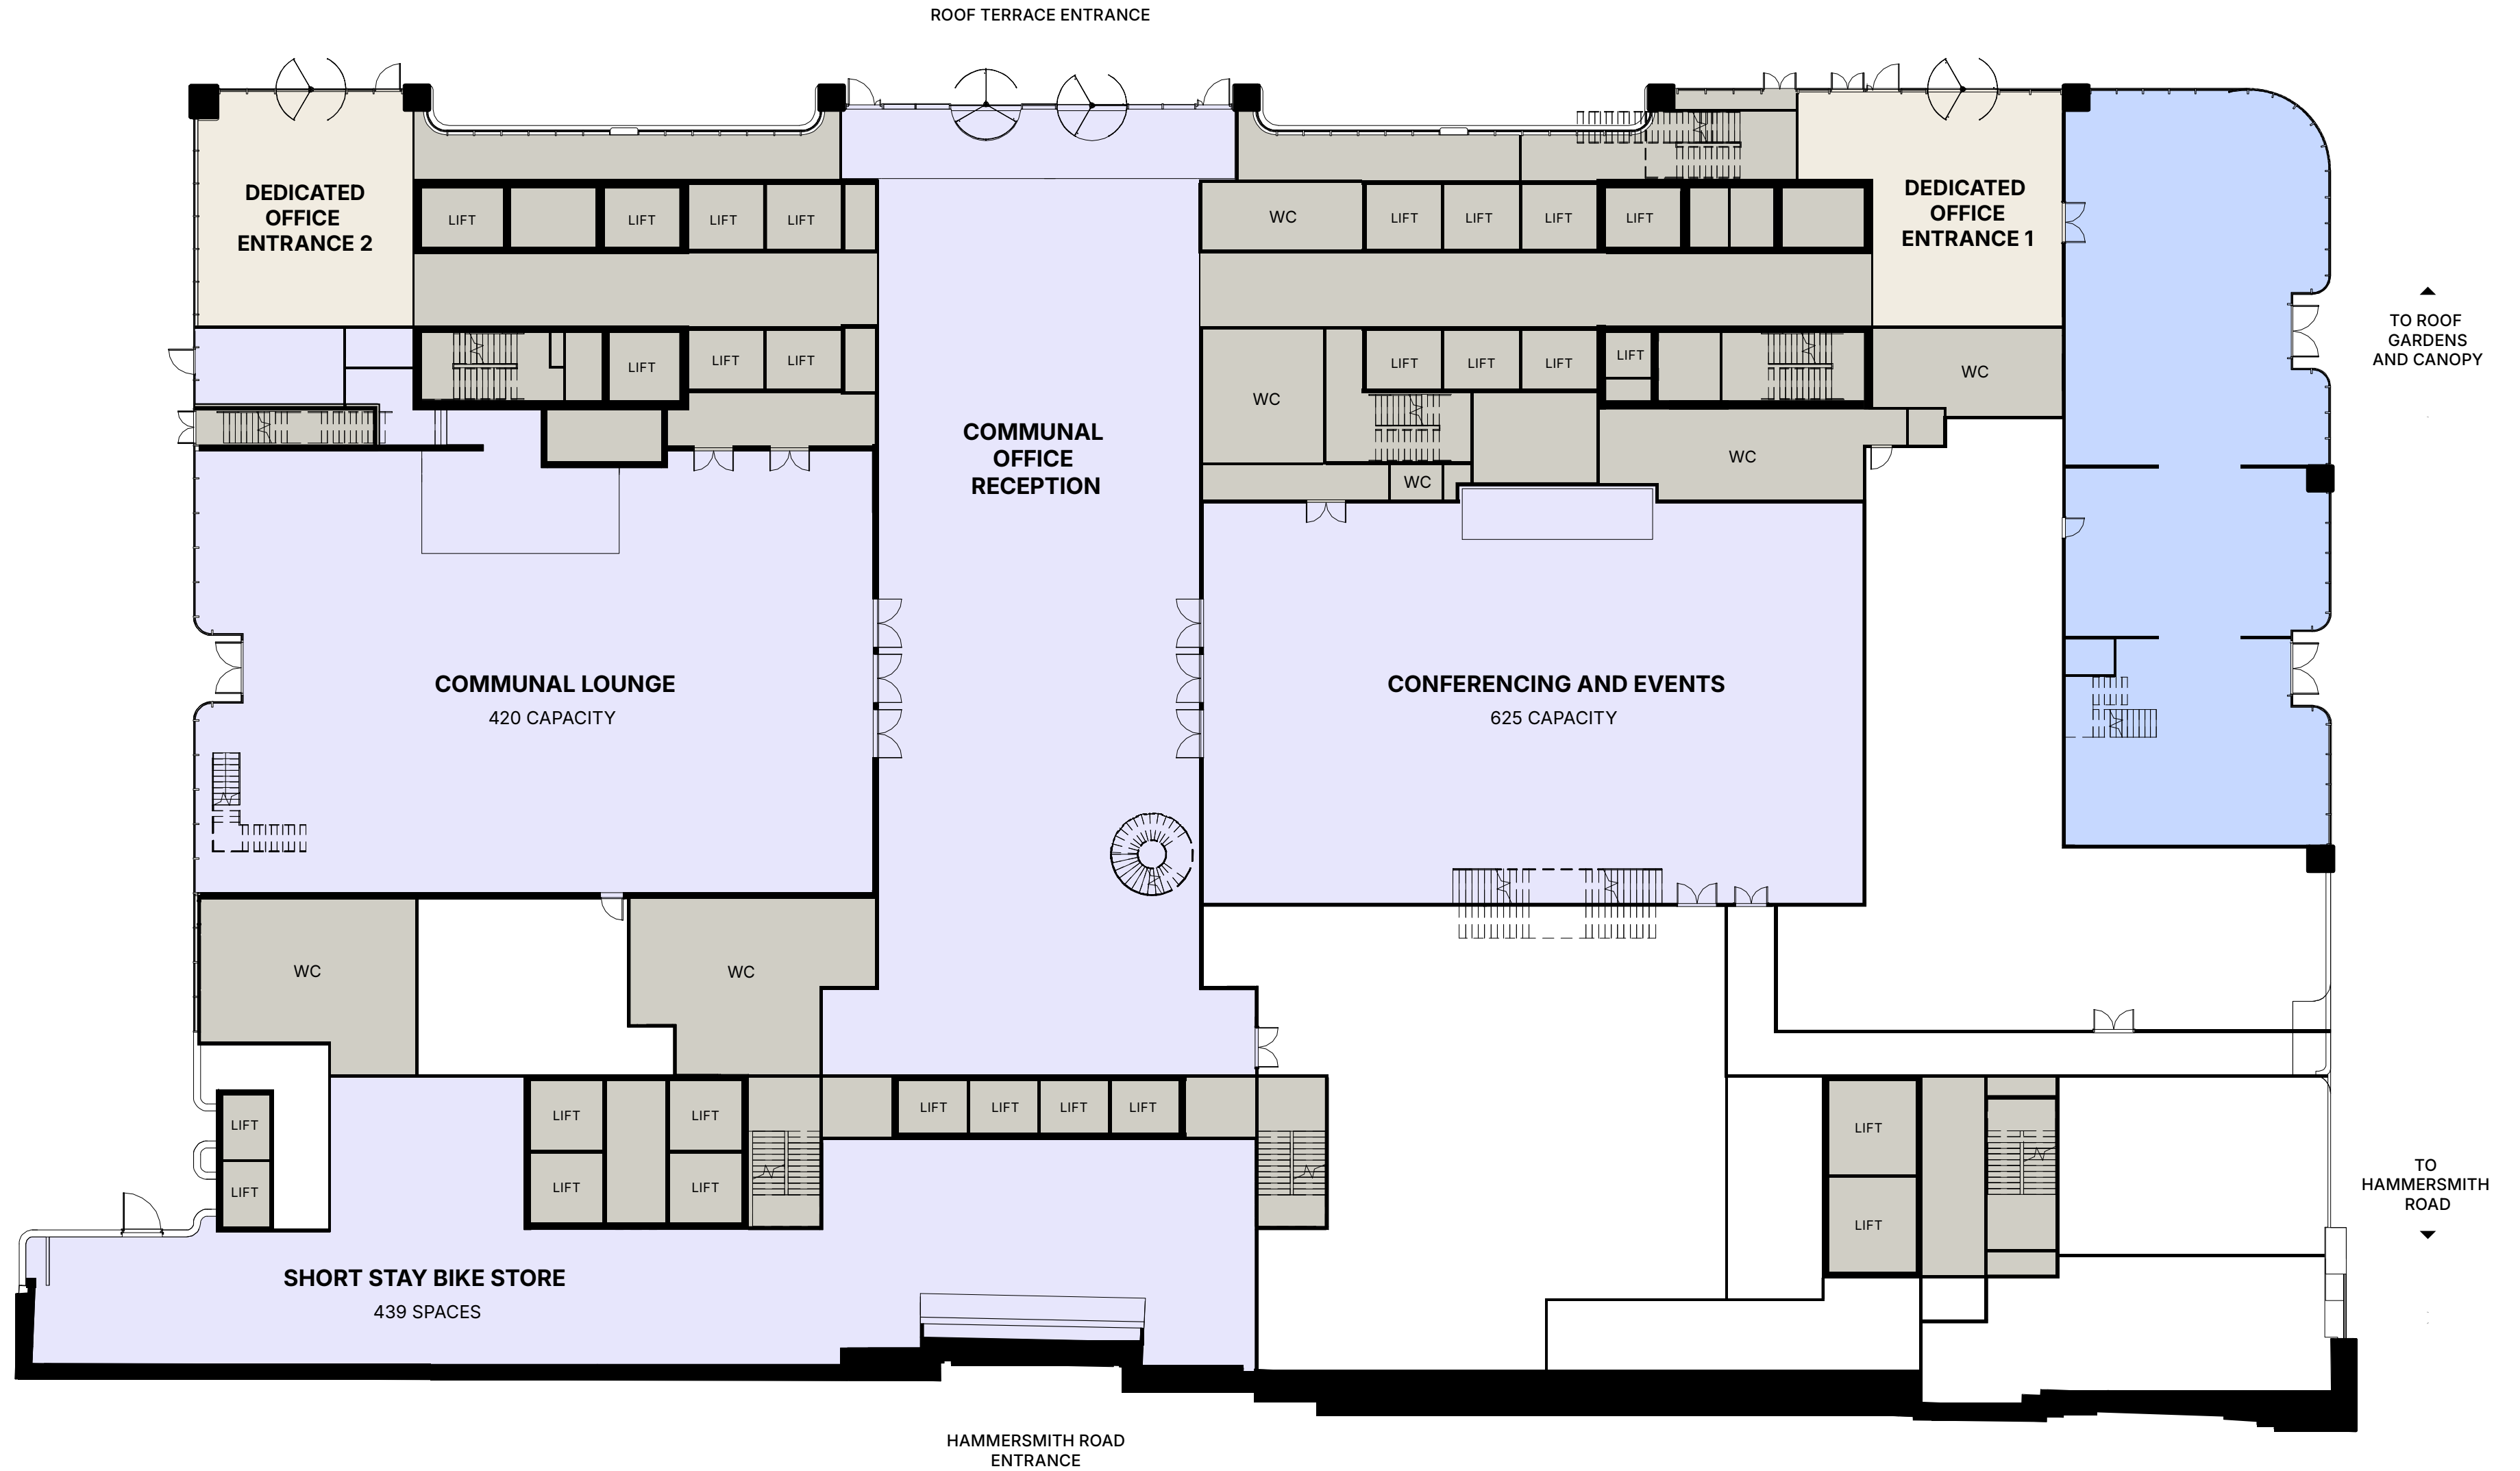 ROOF TERRACE ENTRANCE
DEDICATED
OFFICE
ENTRANCE 2
LIFT
LIFT
LIFT
LIFT
WC
LIFT
LIFT
LIFT
LIFT
DEDICATED
OFFICE
ENTRANCE 1
TO ROOF
GARDENS
AND CANOPY
LIFT
LIFT
LIFT
WC
LIFT
LIFT
LIFT
LIFT
WC
COMMUNAL
OFFICE
RECEPTION
WC
WC
COMMUNAL LOUNGE
420 CAPACITY
CONFERENCING AND EVENTS
625 CAPACITY
WC
WC
LIFT
LIFT
LIFT
LIFT
LIFT
LIFT
LIFT
LIFT
LIFT
LIFT
LIFT
LIFT
TO
HAMMERSMITH
ROAD
SHORT STAY BIKE STORE
439 SPACES
HAMMERSMITH ROAD
ENTRANCE